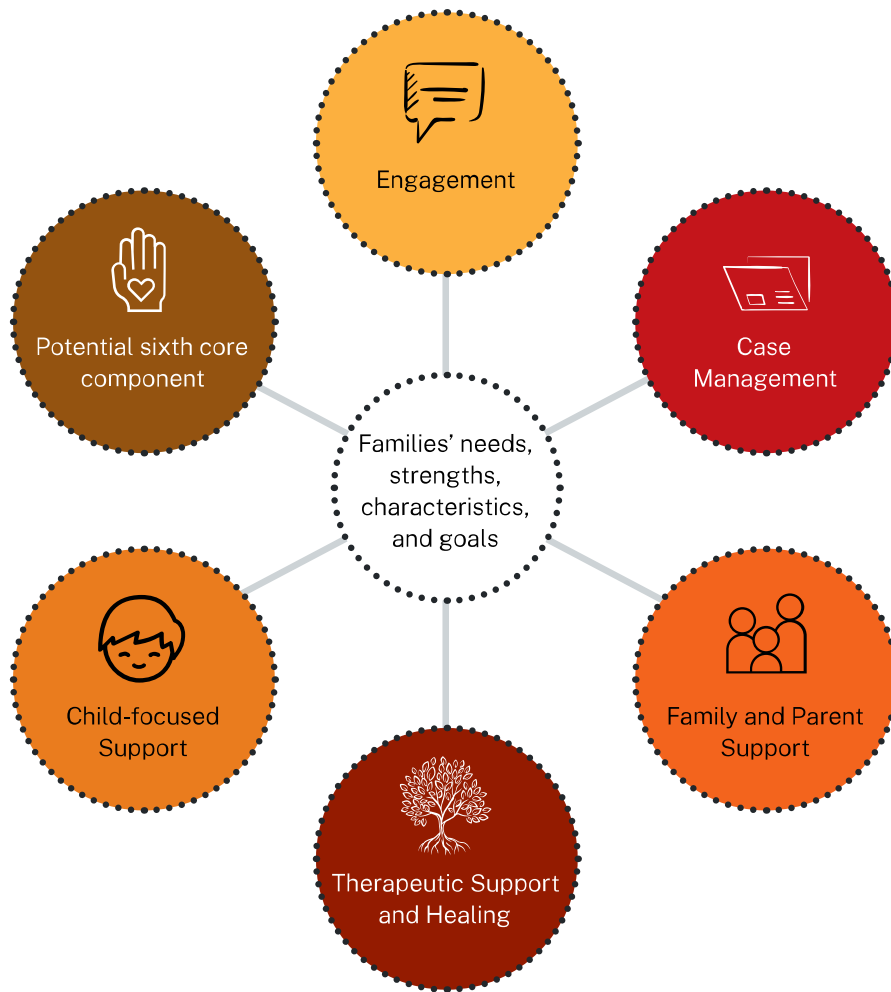 Engagement
Potential sixth core
component
Case
Management
Families’ needs,
strengths,
characteristics,
and goals
Child-focused
Support
Family and Parent
Support
Therapeutic Support
and Healing